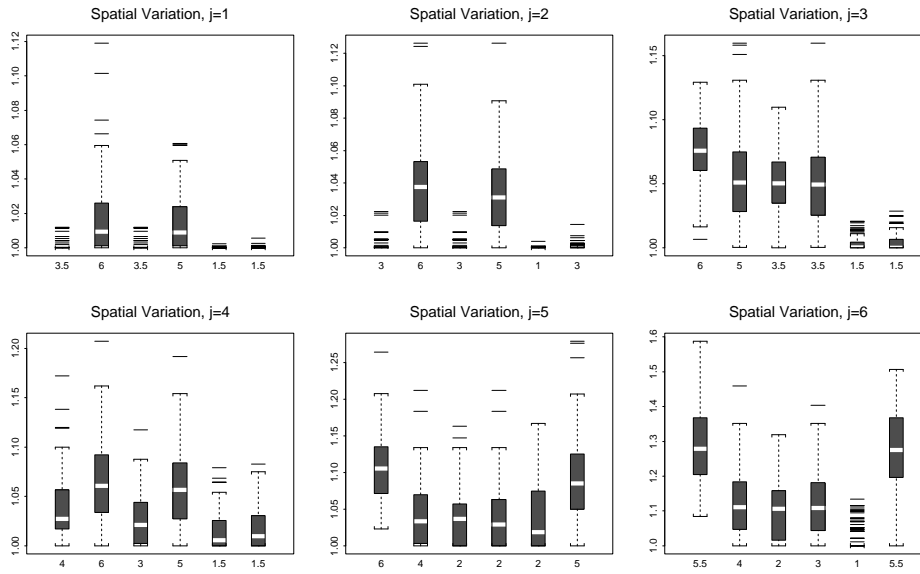 Spatial Variation, j=1
1.00 1.02 1.04 1.06 1.08 1.10 1.12
3.5 6 3.5 5 1.5 1.5
Spatial Variation, j=2
1.00 1.02 1.04 1.06 1.08 1.10 1.12
3 6 3 5 1 3
Spatial Variation, j=3
1.00 1.05 1.10 1.15
6 5 3.5 3.5 1.5 1.5
Spatial Variation, j=4
1.00 1.05 1.10 1.15 1.20
4 6 3 5 1.5 1.5
Spatial Variation, j=5
1.00 1.05 1.10 1.15 1.20 1.25
6 4 2 2 2 5
Spatial Variation, j=6
1.0 1.1 1.2 1.3 1.4 1.5 1.6
5.5 4 2 3 1 5.5